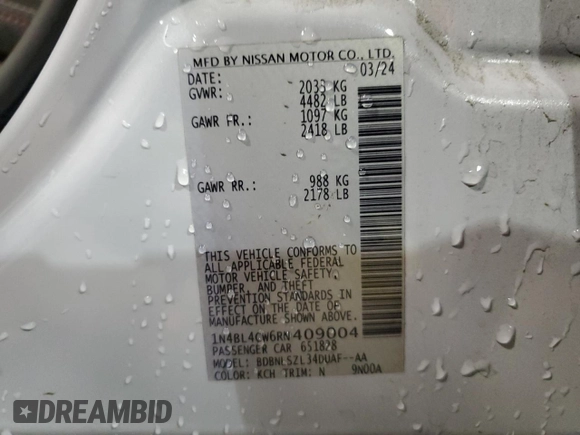 MFD BY NISSAN MOTOR CO., LTD.
DATE: 03/24
GVWR: 2033 KG
4482 LB
GAWR FR.: 1097 KG
2418 LB
GAWR RR.: 988 KG
2178 LB
THIS VEHICLE CONFORMS TO
ALL APPLICABLE FEDERAL
MOTOR VEHICLE SAFETY,
BUMPER, AND THEFT
PREVENTION STANDARDS IN
EFFECT ON THE DATE OF
MANUFACTURE SHOWN ABOVE.
1N4BL4CW6RN409004
PASSENGER CAR 651828
MODEL: BDBNLSZL34DUAF--AA
COLOR: KCH TRIM: N 9N00A
DREAMBID